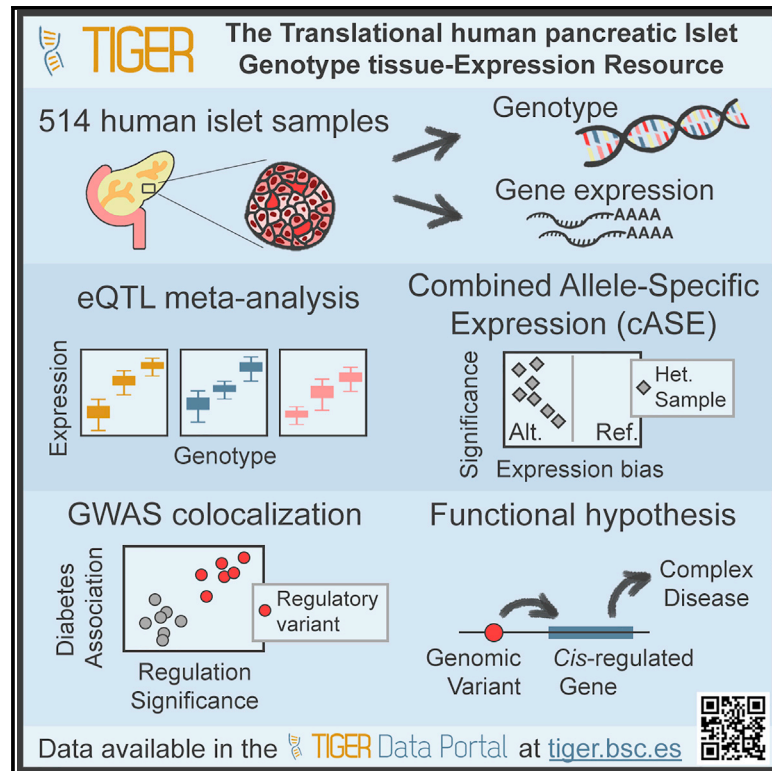 TIGER
The Translational human pancreatic Islet
Genotype tissue-Expression Resource
514 human islet samples
Genotype
Gene expression
AAAA
AAAA
eQTL meta-analysis
Expression
Genotype
Combined Allele-Specific
Expression (cASE)
Significance
Alt.
Ref.
Het.
Sample
Expression bias
GWAS colocalization
Diabetes
Association
Regulatory
variant
Regulation
Significance
Functional hypothesis
Complex
Disease
Genomic
Variant
Cis-regulated
Gene
Data available in the TIGER Data Portal at tiger.bsc.es